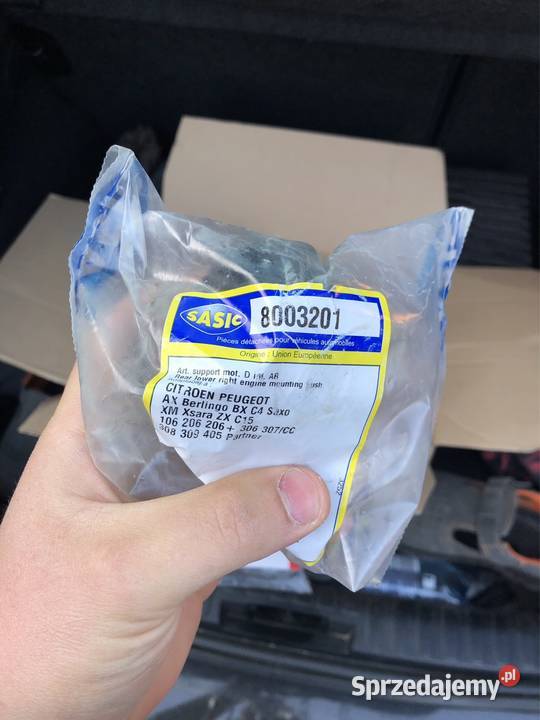 SASIC 8003201
Pièces détachées pour véhicules automobiles
Origine : Union Européenne
Art. support mot. D
Rear lower right engine mounting bush
CITROEN PEUGEOT
AX Berlingo BX C4 Saxo
XM Xsara ZX C15
106 206 206+ 306 307/CC
308 309 405 Partner
Sprzedajemy.pl